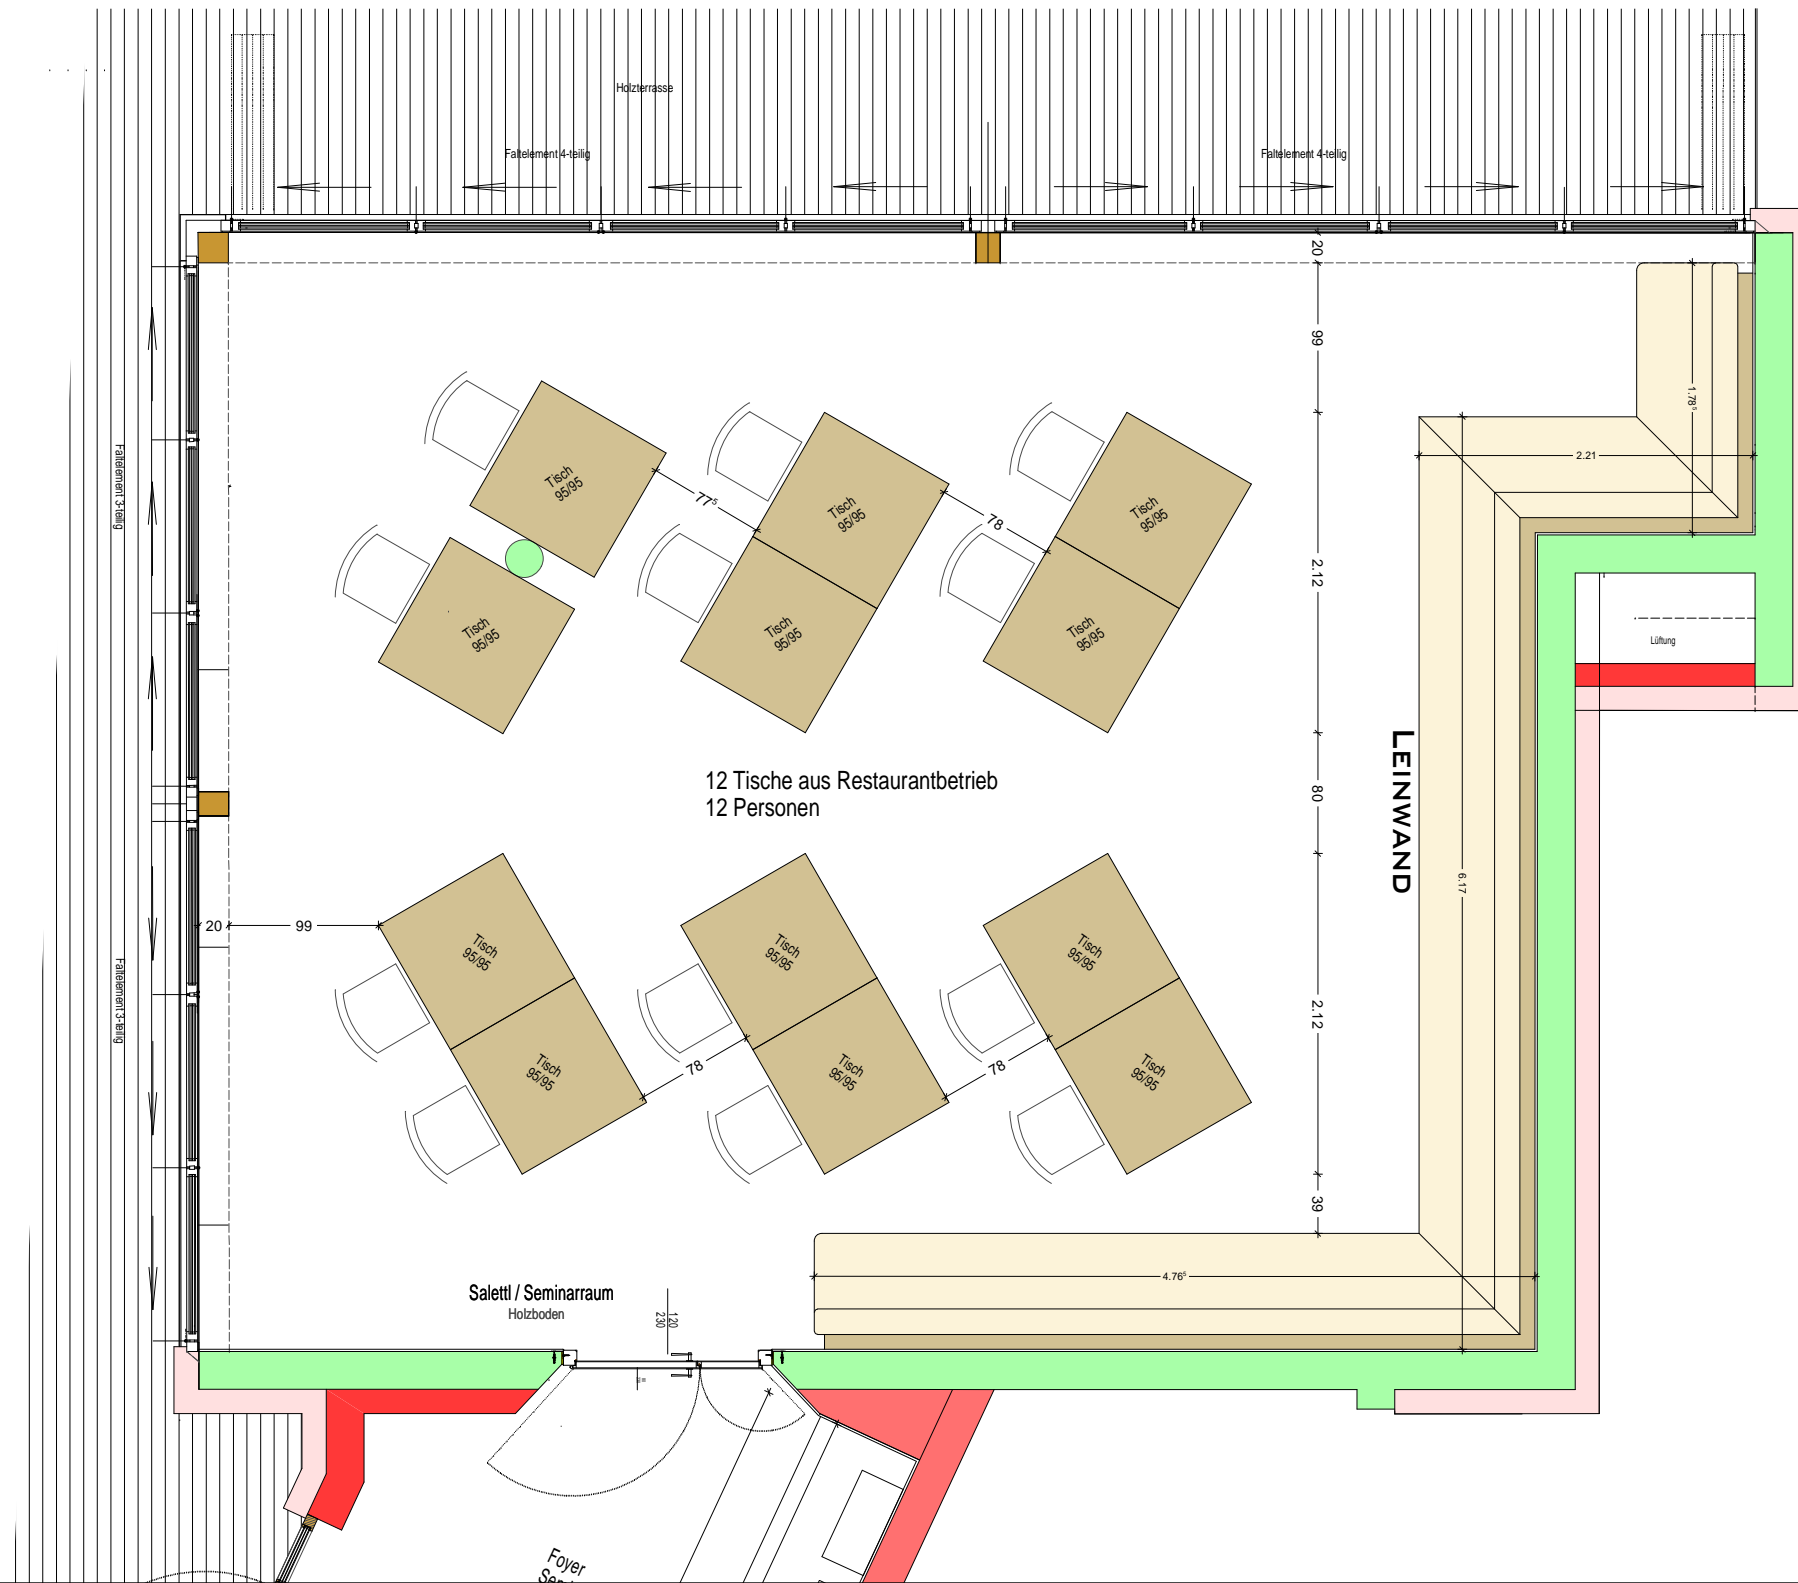 Holzterrasse
Faltelement 4-teilig
Faltelement 4-teilig
20
99
1.78⁵
2.21
Faltelement 3-teilig
Tisch
95/95
77⁵
Tisch
95/95
78
Tisch
95/95
2.12
Tisch
95/95
Tisch
95/95
Tisch
95/95
Lüftung
LEINWAND
12 Tische aus Restaurantbetrieb
12 Personen
80
6.17
20
99
Tisch
95/95
Tisch
95/95
Tisch
95/95
Faltelement 3-teilig
2.12
Tisch
95/95
78
Tisch
95/95
78
Tisch
95/95
39
4.76⁵
Salettl / Seminarraum
Holzboden
120
230
Foyer